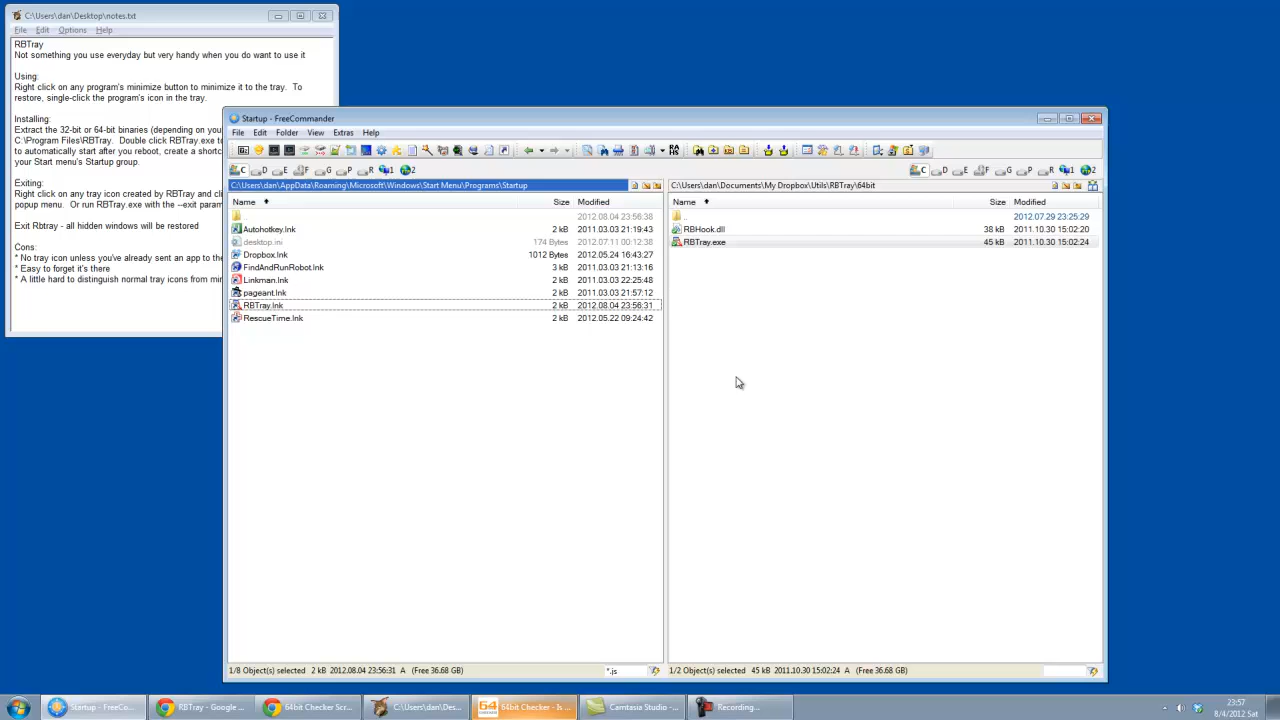 C:\Users\dan\Desktop\notes.txt
File Edit Options Help
RBTray
Not something you use everyday but very handy when you do want to use it
Using:
Right click on any program's minimize button to minimize it to the tray. To
restore, single-click the program's icon in the tray.
Installing:
Extract the 32-bit or 64-bit binaries (depending on you
C:\Program Files\RBTray. Double click RBTray.exe to
to automatically start after you reboot, create a shortc
your Start menu's Startup group.
Exiting:
Right click on any tray icon created by RBTray and cli
popup menu. Or run RBTray.exe with the --exit param
Exit Rbtray - all hidden windows will be restored
Cons:
* No tray icon unless you've already sent an app to the
* Easy to forget it's there
* A little hard to distinguish normal tray icons from min
Startup - FreeCommander
File Edit Folder View Extras Help
C D E F G P R 1 2
C D E F G P R 1 2
C:\Users\dan\AppData\Roaming\Microsoft\Windows\Start Menu\Programs\Startup
C:\Users\dan\Documents\My Dropbox\Utils\RBTray\64bit
Name Size Modified
.. 2012.08.04 23:56:38
Autohotkey.lnk 2 kB 2011.03.03 21:19:43
desktop.ini 174 Bytes 2012.07.11 00:12:38
Dropbox.lnk 1012 Bytes 2012.05.24 16:43:27
FindAndRunRobot.lnk 3 kB 2011.03.03 21:13:16
Linkman.lnk 2 kB 2011.03.03 22:25:48
pageant.lnk 2 kB 2011.03.03 21:57:12
RBTray.lnk 2 kB 2012.08.04 23:56:31
RescueTime.lnk 2 kB 2012.05.22 09:24:42
Name Size Modified
.. 2012.07.29 23:25:29
RBHook.dll 38 kB 2011.10.30 15:02:20
RBTray.exe 45 kB 2011.10.30 15:02:24
1/8 Object(s) selected 2 kB 2012.08.04 23:56:31 A (Free 36.68 GB) *.js
1/2 Object(s) selected 45 kB 2011.10.30 15:02:24 A (Free 36.68 GB)
Startup - FreeCo...
RBTray - Google ...
64bit Checker Scr...
C:\Users\dan\Des...
64 CHECKER
64bit Checker - Is ...
Camtasia Studio -...
Recording...
23:57
8/4/2012 Sat